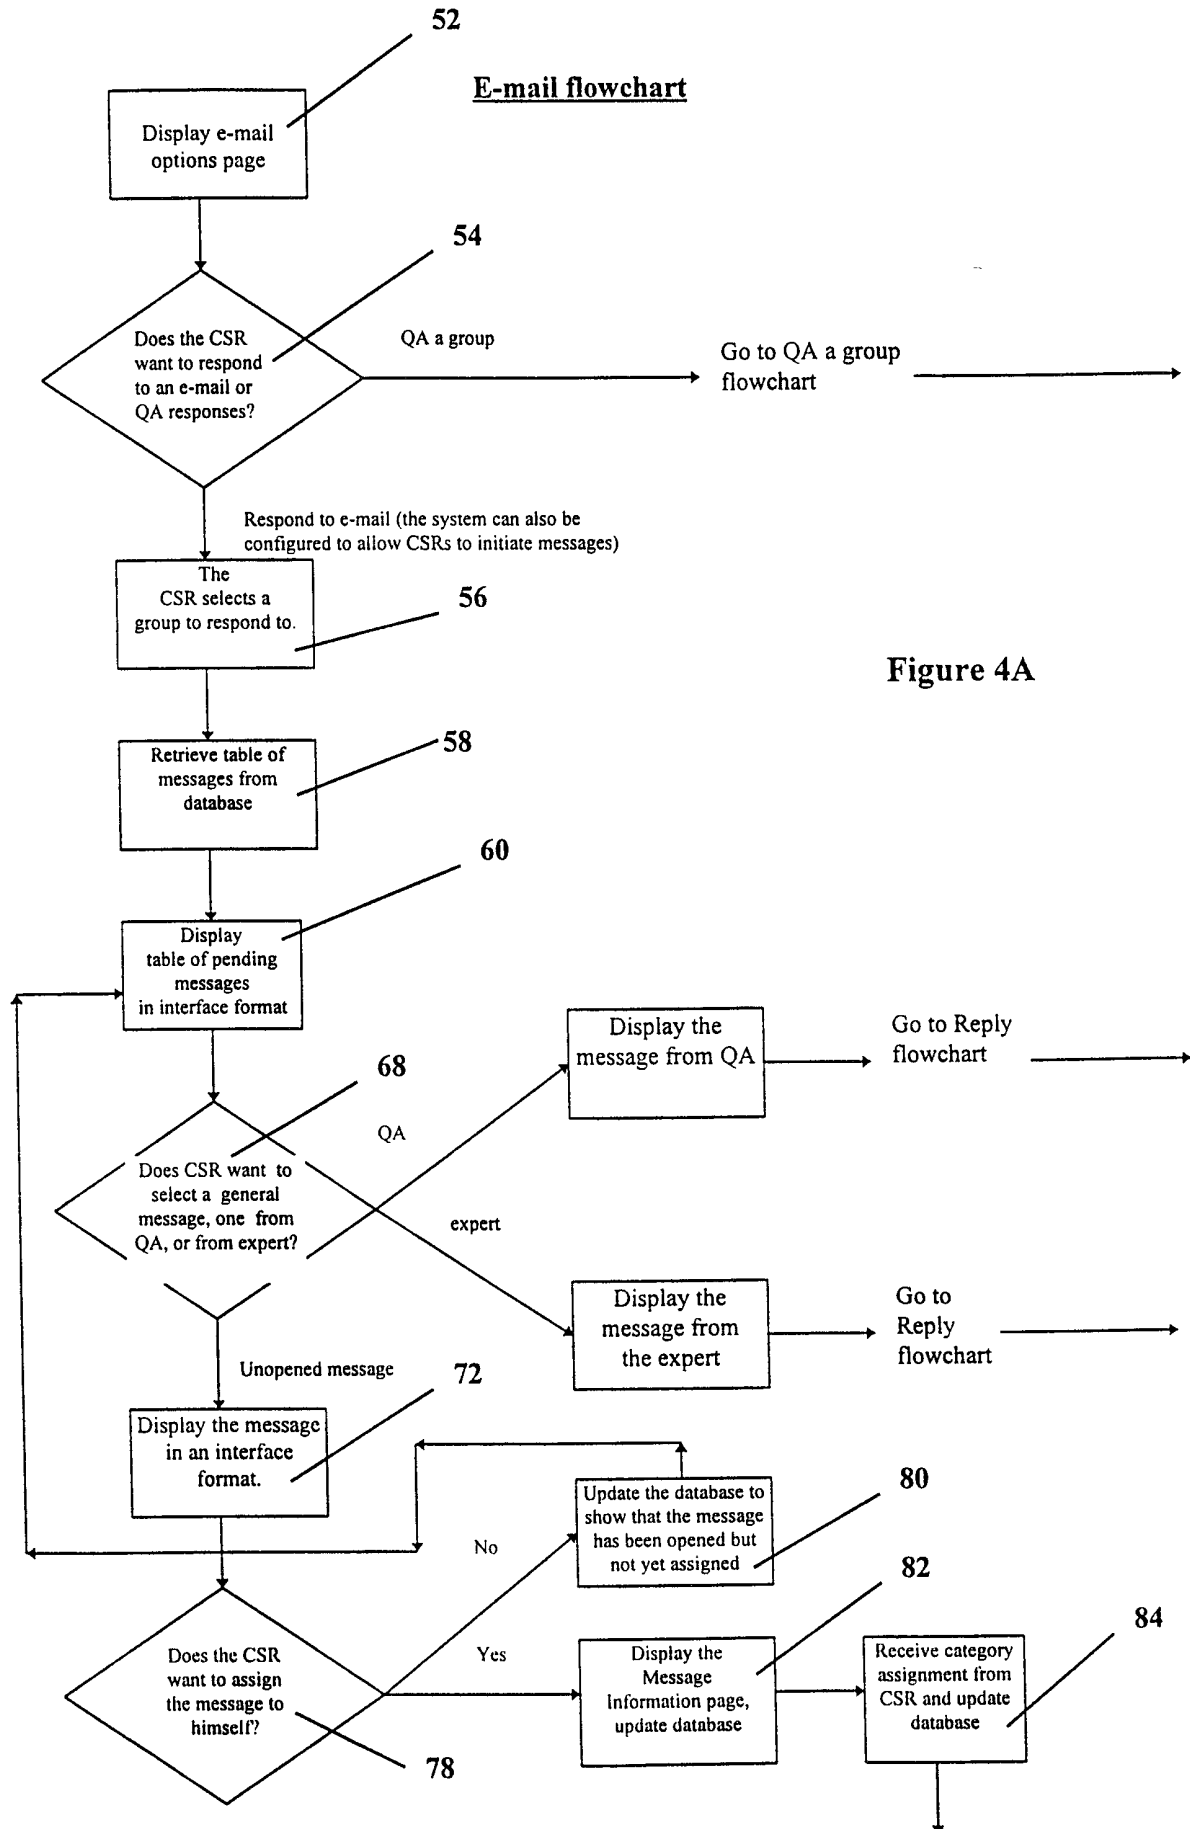 52
E-mail flowchart
Display e-mail
options page
54
Does the CSR
want to respond
to an e-mail or
QA responses?
QA a group
Go to QA a group
flowchart
Respond to e-mail (the system can also be
configured to allow CSRs to initiate messages)
The
CSR selects a
group to respond to.
56
Figure 4A
Retrieve table of
messages from
database
58
60
Display
table of pending
messages
in interface format
Display the
message from QA
Go to Reply
flowchart
68
QA
Does CSR want to
select a general
message, one from
QA, or from expert?
expert
Display the
message from
the expert
Go to
Reply
flowchart
Unopened message
72
Display the message
in an interface
format.
Update the database to
show that the message
has been opened but
not yet assigned
80
No
82
84
Does the CSR
want to assign
the message to
himself?
Yes
Display the
Message
Information page,
update database
Receive category
assignment from
CSR and update
database
78